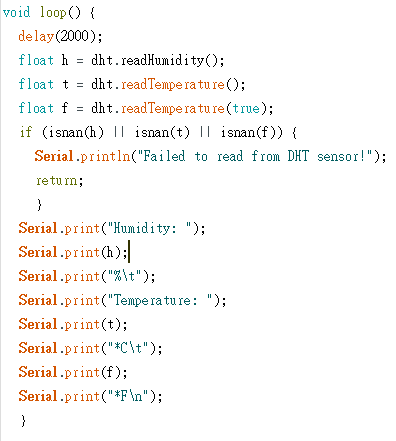 void loop() {
delay(2000);
float h = dht.readHumidity();
float t = dht.readTemperature();
float f = dht.readTemperature(true);
if (isnan(h) || isnan(t) || isnan(f)) {
Serial.println("Failed to read from DHT sensor!");
return;
}
Serial.print("Humidity: ");
Serial.print(h);
Serial.print("%\t");
Serial.print("Temperature: ");
Serial.print(t);
Serial.print("*C\t");
Serial.print(f);
Serial.print("*F\n");
}